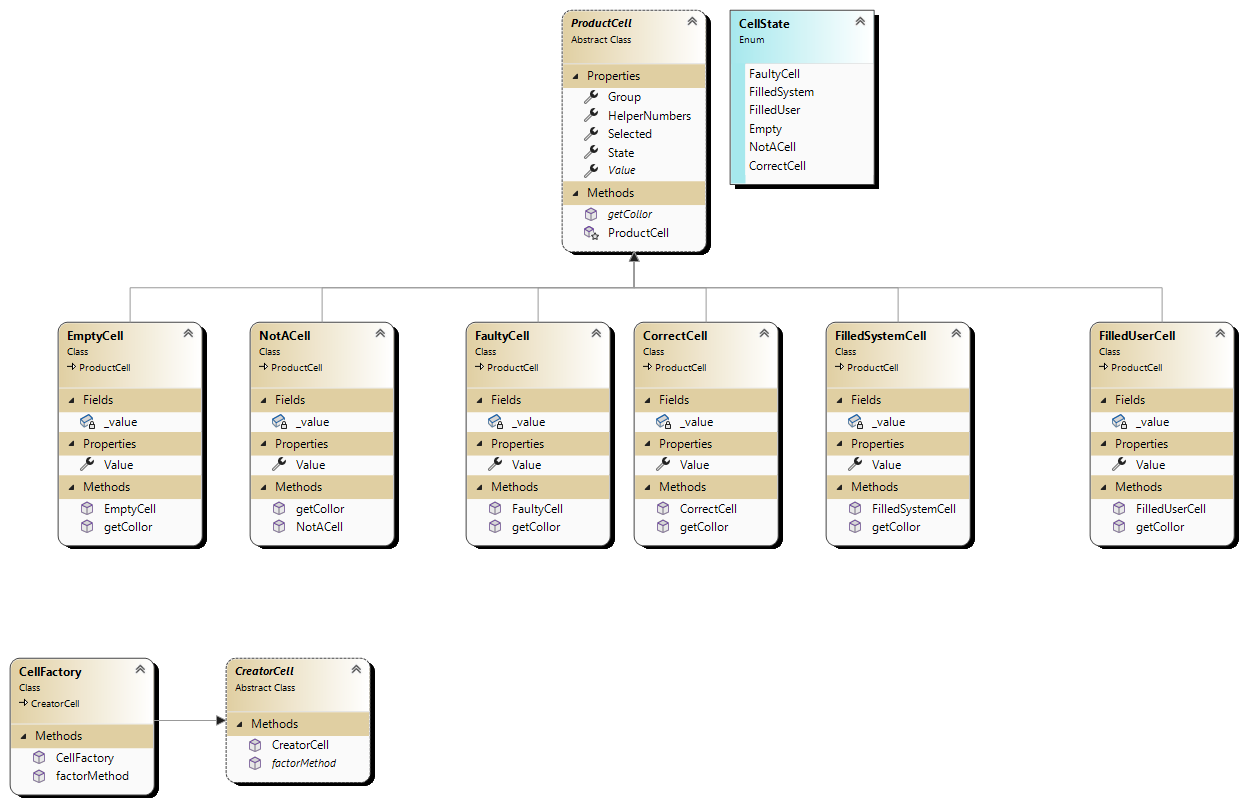 ProductCell
Abstract Class
Properties
Group
HelperNumbers
Selected
State
Value
Methods
getCollor
ProductCell
CellState
Enum
FaultyCell
FilledSystem
FilledUser
Empty
NotACell
CorrectCell
EmptyCell
Class
ProductCell
Fields
_value
Properties
Value
Methods
EmptyCell
getCollor
NotACell
Class
ProductCell
Fields
_value
Properties
Value
Methods
getCollor
NotACell
FaultyCell
Class
ProductCell
Fields
_value
Properties
Value
Methods
FaultyCell
getCollor
CorrectCell
Class
ProductCell
Fields
_value
Properties
Value
Methods
CorrectCell
getCollor
FilledSystemCell
Class
ProductCell
Fields
_value
Properties
Value
Methods
FilledSystemCell
getCollor
FilledUserCell
Class
ProductCell
Fields
_value
Properties
Value
Methods
FilledUserCell
getCollor
CellFactory
Class
CreatorCell
Methods
CellFactory
factorMethod
CreatorCell
Abstract Class
Methods
CreatorCell
factorMethod